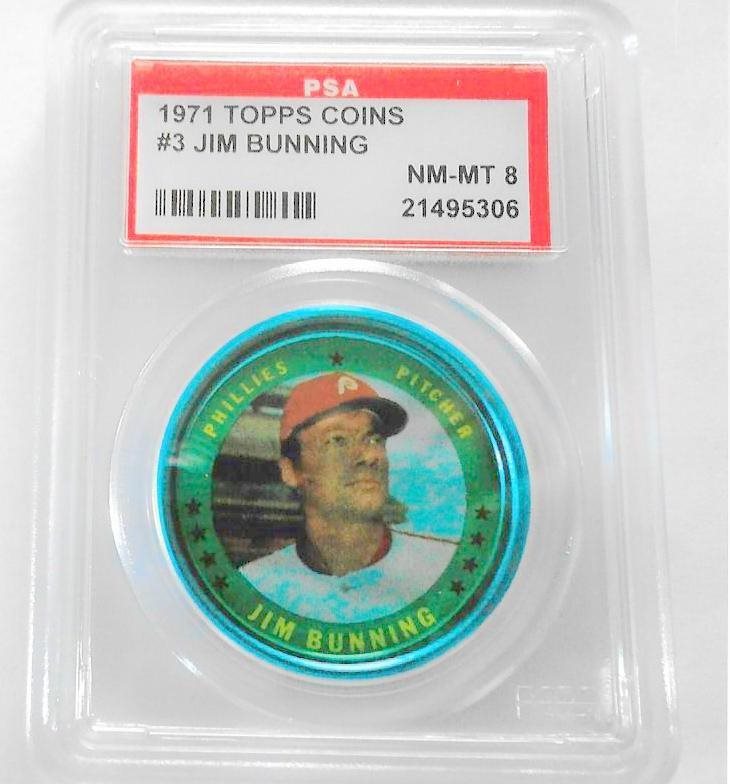 PSA
1971 TOPPS COINS
#3 JIM BUNNING
NM-MT 8
21495306
PHILLIES
PITCHER
P
JIM BUNNING